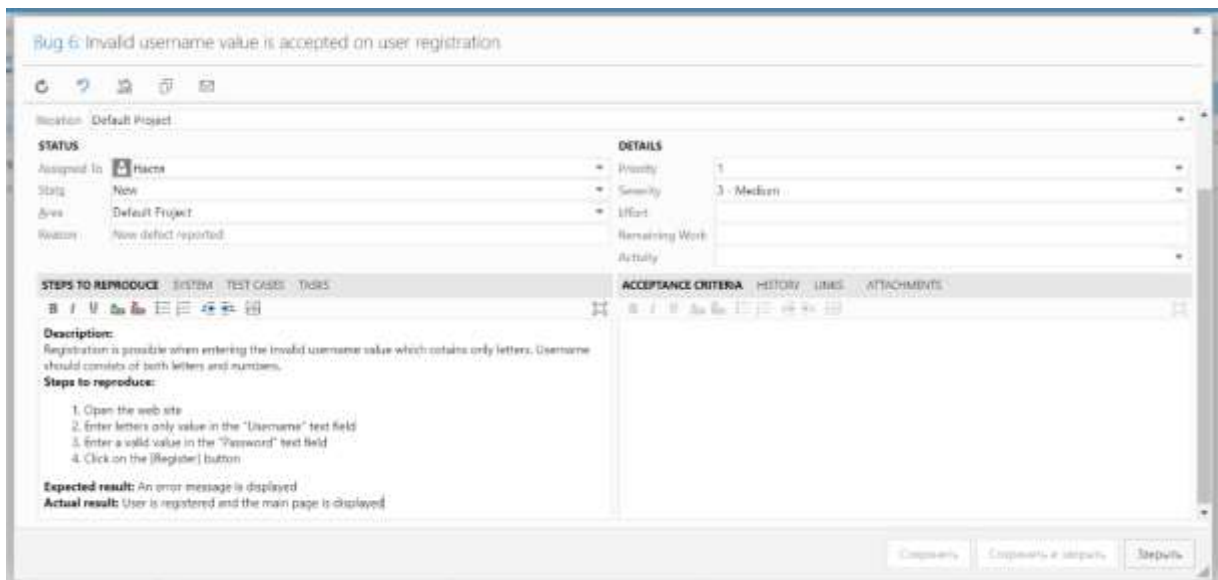 Bug 6: Invalid username value is accepted on user registration
Iteration Default Project
STATUS
DETAILS
Assigned To Настя
Priority 1
State New
Severity 3 - Medium
Area Default Project
Effort
Reason New defect reported
Remaining Work
Activity
STEPS TO REPRODUCE SYSTEM TEST CASES TASKS
ACCEPTANCE CRITERIA HISTORY LINKS ATTACHMENTS
Description:
Registration is possible when entering the invalid username value which cotains only letters. Username
should consists of both letters and numbers.
Steps to reproduce:
1. Open the web site
2. Enter letters only value in the "Username" text field
3. Enter a valid value in the "Password" text field
4. Click on the [Register] button
Expected result: An error message is displayed
Actual result: User is registered and the main page is displayed
Сохранить Сохранить и закрыть Закрыть